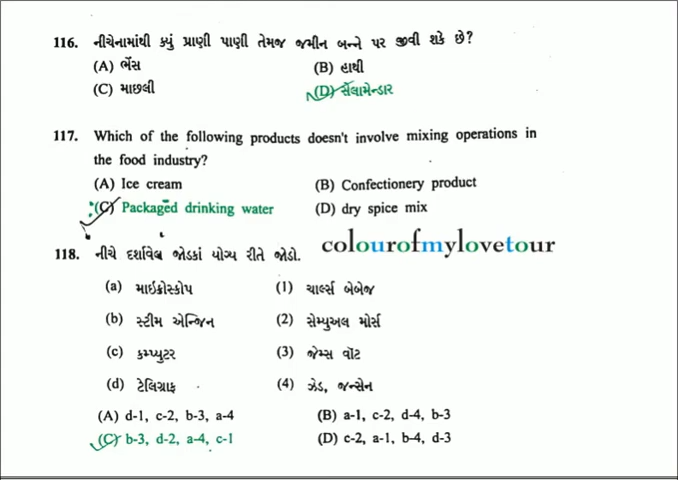 116. નીચેનામાંથી ક્યું પ્રાણી પાણી તેમજ જમીન બન્ને પર જીવી શકે છે?
(A) ભેંસ (B) હાથી
(C) માછલી (D) સેંલામેન્ડાર
117. Which of the following products doesn't involve mixing operations in
the food industry?
(A) Ice cream (B) Confectionery product
(C) Packaged drinking water (D) dry spice mix
colourofmylovetour
118. નીચે દર્શાવેલ જોડકાં યોગ્ય રીતે જોડો.
(a) માઇક્રોસ્કોપ (1) ચાર્લ્સ બેબેજ
(b) સ્ટીમ એન્જિન (2) સેમ્યુઅલ મોર્સ
(c) કમ્પ્યુટર (3) જેમ્સ વૉટ
(d) ટેલિગ્રાફ (4) ઝેડ, જન્સેન
(A) d-1, c-2, b-3, a-4 (B) a-1, c-2, d-4, b-3
(C) b-3, d-2, a-4, c-1 (D) c-2, a-1, b-4, d-3